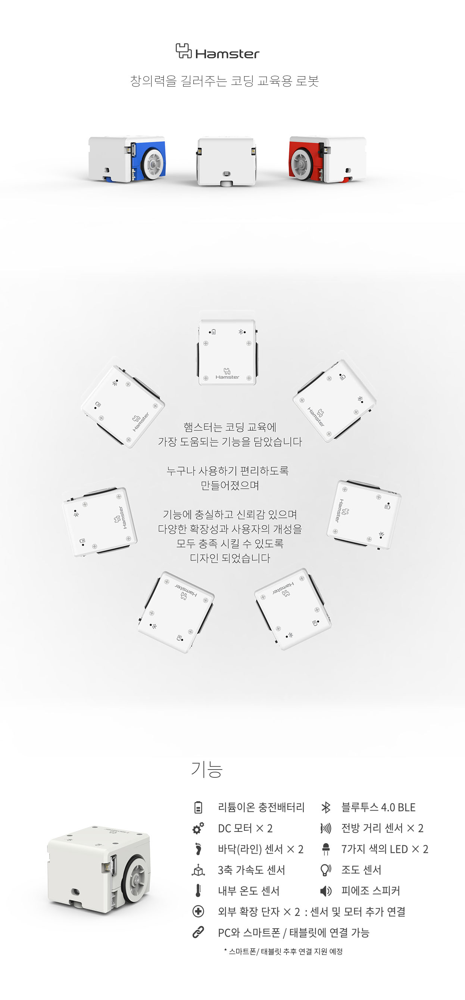 Hamster
창의력을 길러주는 코딩 교육용 로봇
Hamster
Hamster
Hamster
햄스터는 코딩 교육에
가장 도움되는 기능을 담았습니다
누구나 사용하기 편리하도록
만들어졌으며
Hamster
Hamster
기능에 충실하고 신뢰감 있으며
다양한 확장성과 사용자의 개성을
모두 충족 시킬 수 있도록
디자인 되었습니다
Hamster
Hamster
기능
리튬이온 충전배터리
블루투스 4.0 BLE
DC 모터 × 2
전방 거리 센서 × 2
바닥(라인) 센서 × 2
7가지 색의 LED × 2
3축 가속도 센서
조도 센서
내부 온도 센서
피에조 스피커
외부 확장 단자 × 2 : 센서 및 모터 추가 연결
PC와 스마트폰 / 태블릿에 연결 가능
* 스마트폰/ 태블릿 추후 연결 지원 예정
Hamster